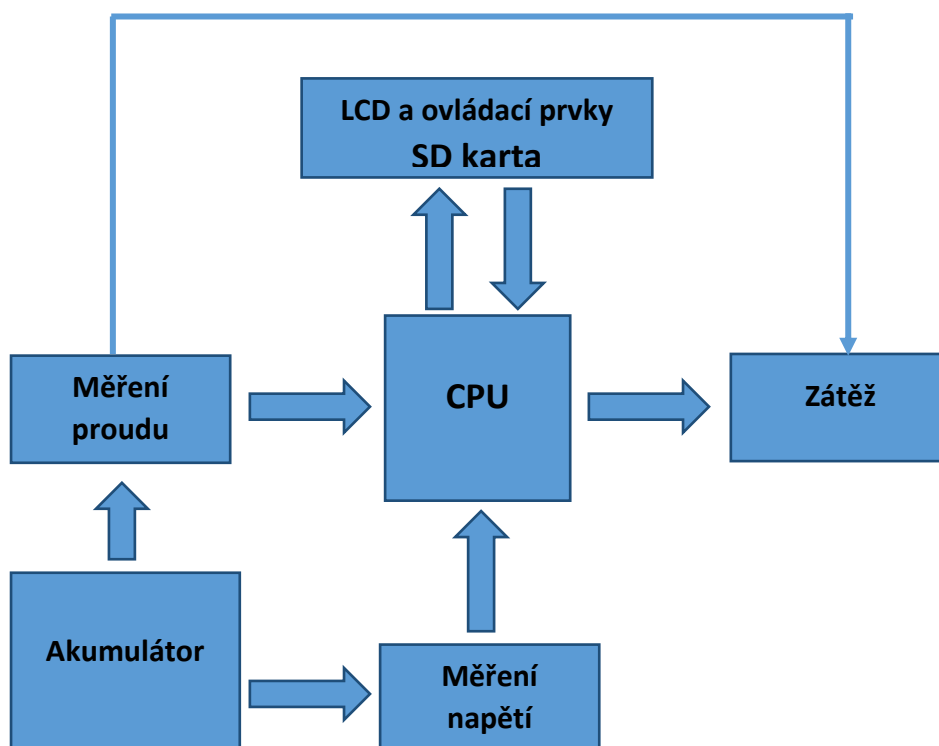 LCD a ovládací prvky
SD karta
Měření
proudu
CPU
Zátěž
Akumulátor
Měření
napětí